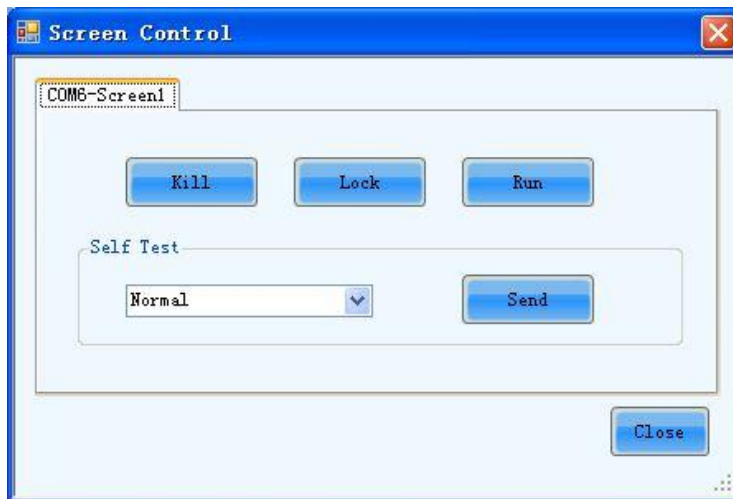 Screen Control
COM6-Screen1
Kill Lock Run
Self Test
Normal Send
Close